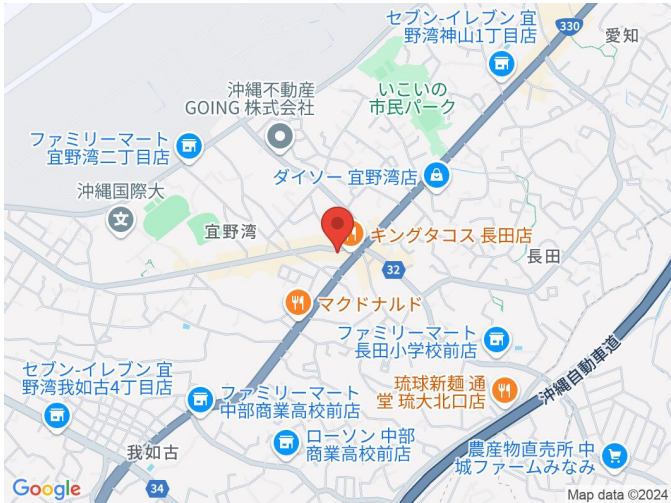 セブン-イレブン 宜
野湾神山1丁目店
330
愛知
沖縄不動産
GOING 株式会社
いこいの
市民パーク
ファミリーマート
宜野湾二丁目店
ダイソー 宜野湾店
沖縄国際大
宜野湾
キングタコス 長田店
長田
32
マクドナルド
ファミリーマート
長田小学校前店
沖縄自動車道
セブン-イレブン 宜
野湾我如古4丁目店
ファミリーマート
中部商業高校前店
琉球新麺 通
堂 琉大北口店
我如古
ローソン 中部
商業高校前店
農産物直売所 中
城ファームみなみ
34
Google
Map data ©2024